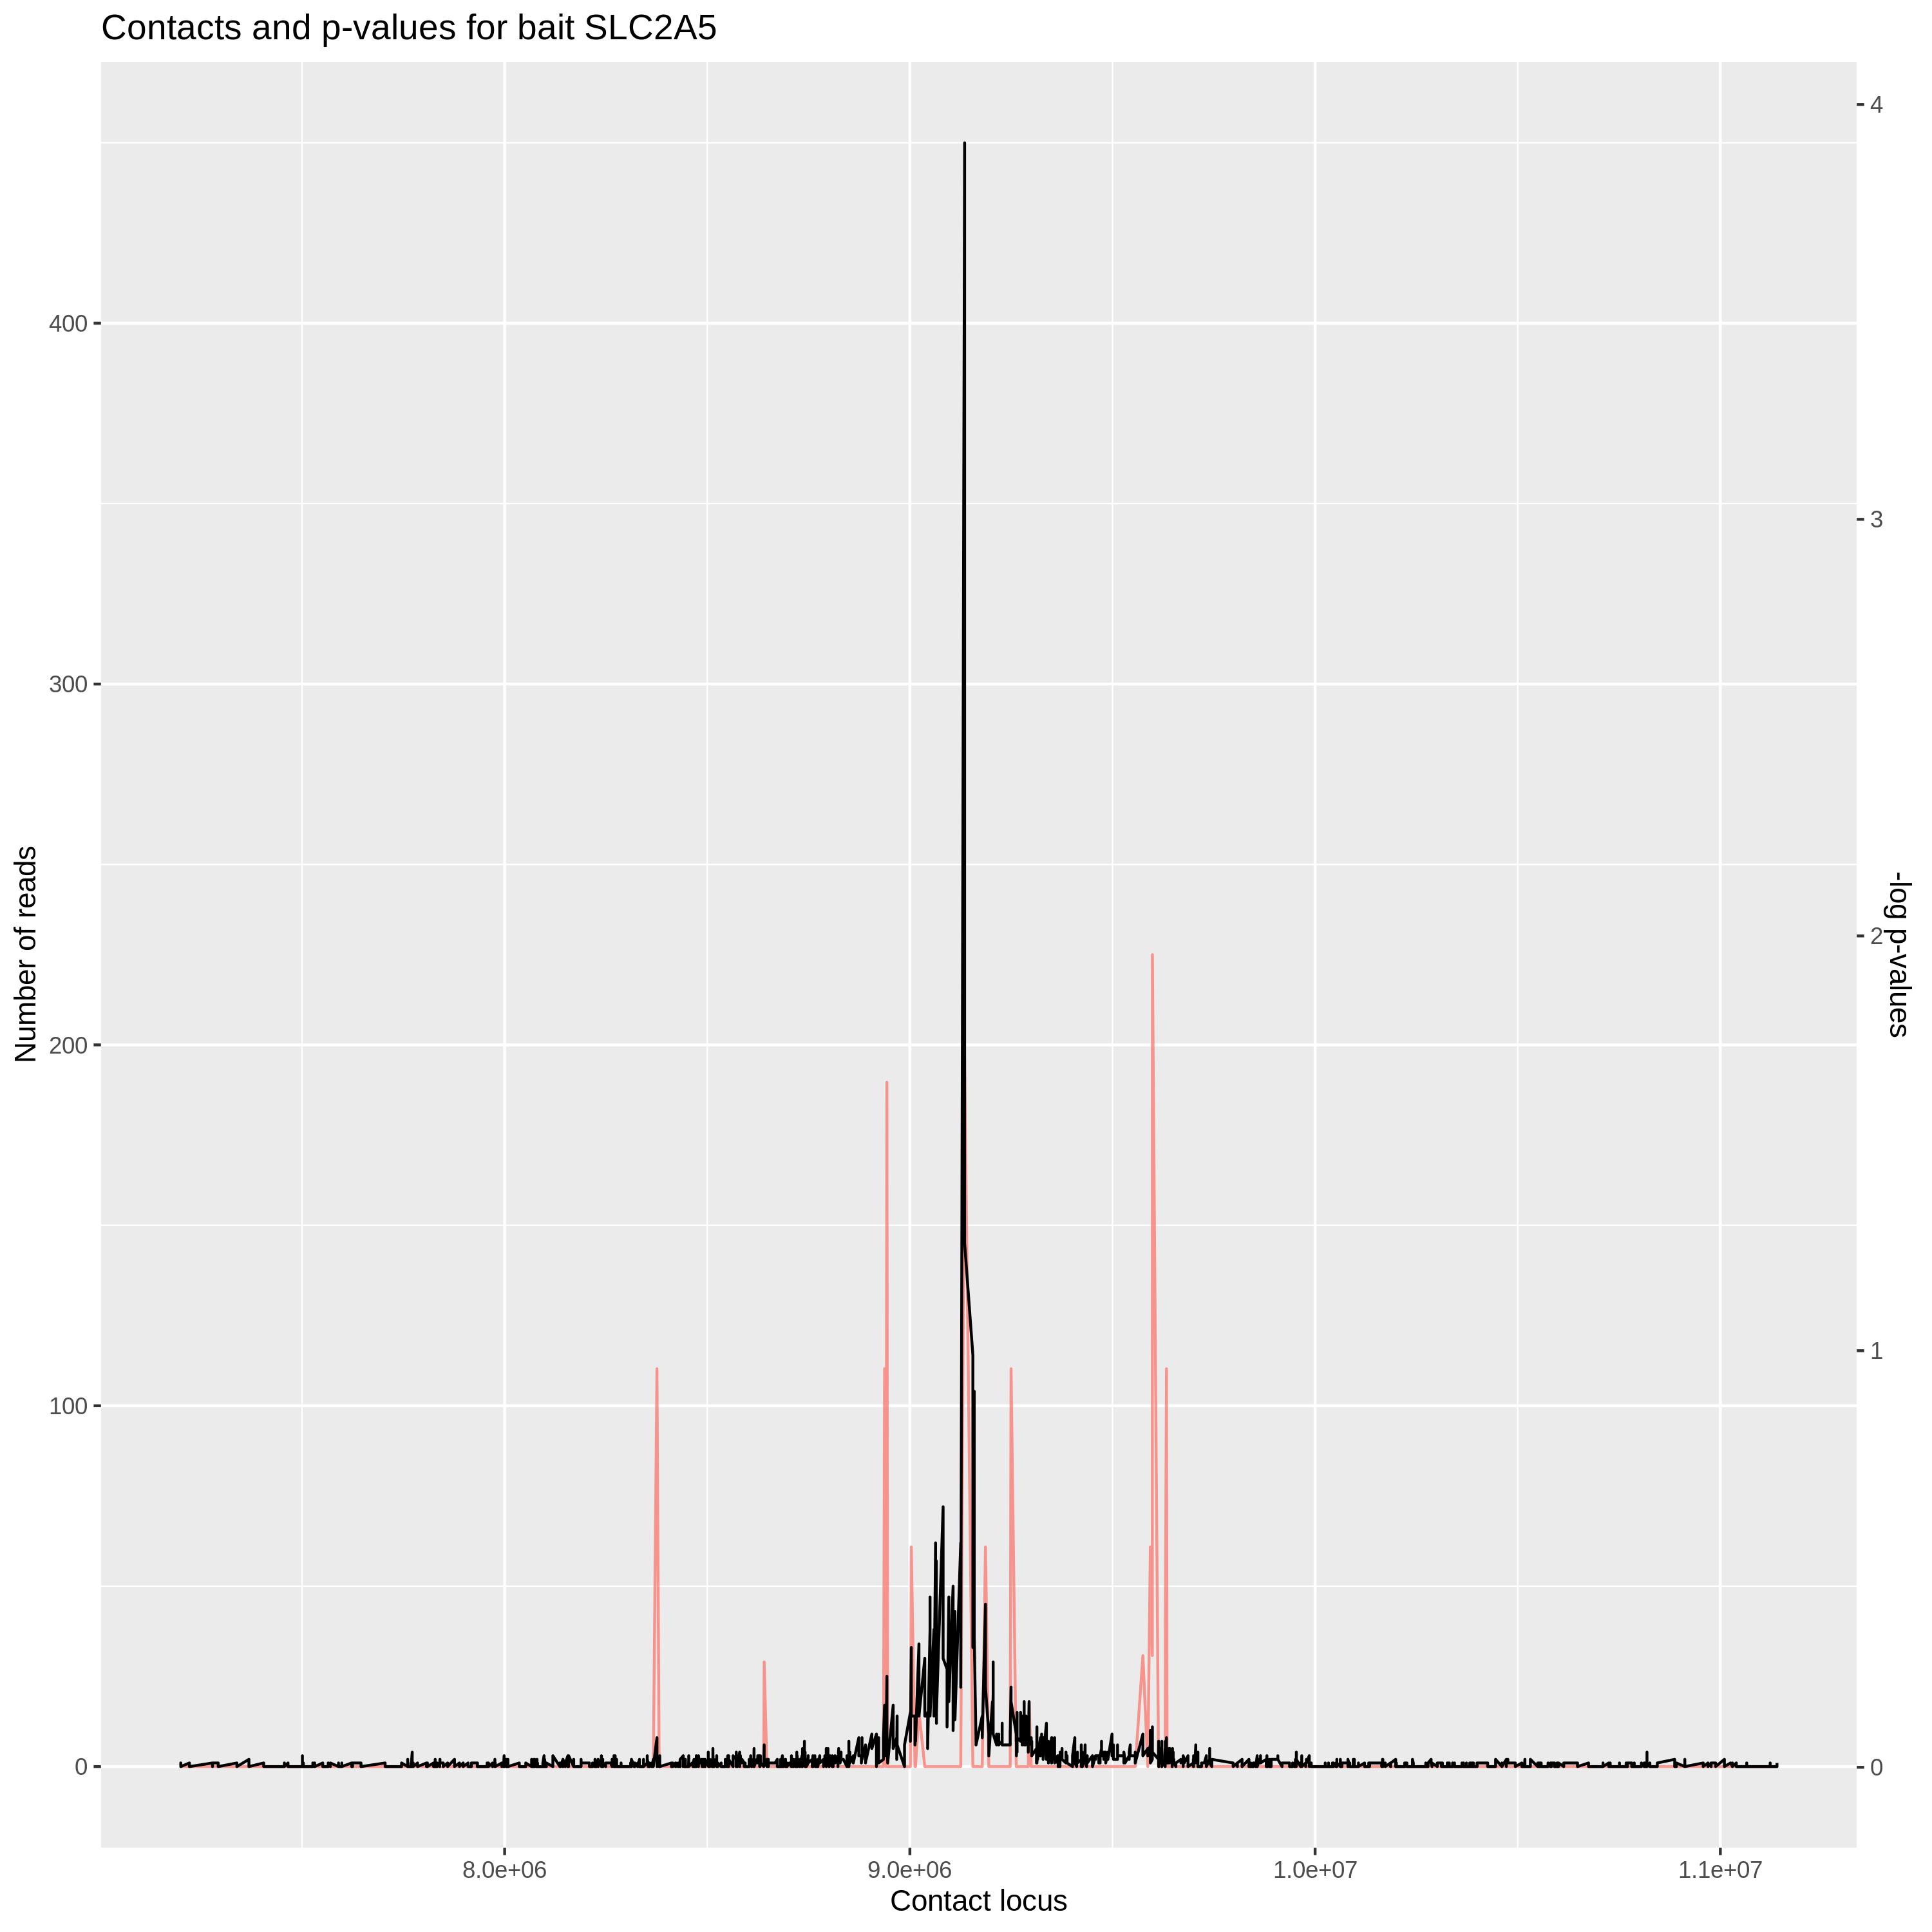 Contacts and p-values for bait SLC2A5
Number of reads
400
300
200
100
0
4
3
2
1
0
-log p-values
8.0e+06
9.0e+06
1.0e+07
1.1e+07
Contact locus